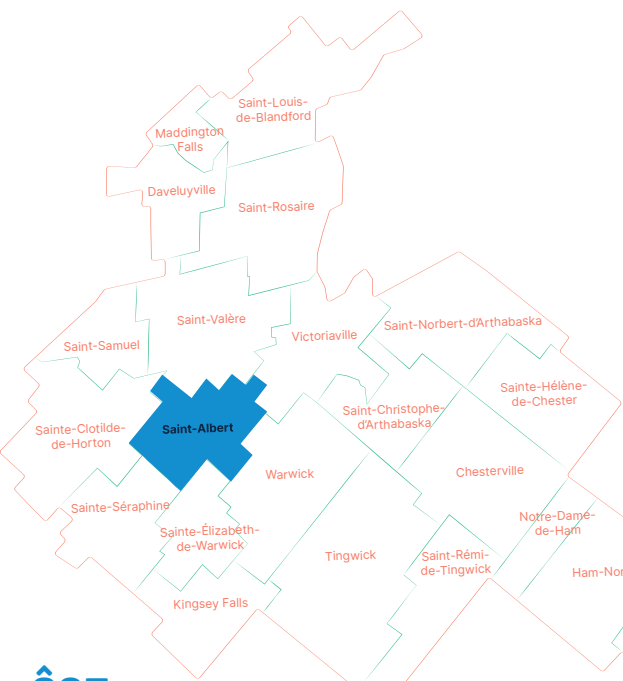 Saint-Louis-
de-Blandford
Maddington
Falls
Daveluyville
Saint-Rosaire
Saint-Valère
Saint-Norbert-d'Arthabaska
Victoriaville
Saint-Samuel
Sainte-Hélène-
de-Chester
Saint-Christophe-
d'Arthabaska
Saint-Albert
Sainte-Clotilde-
de-Horton
Chesterville
Warwick
Sainte-Séraphine
Notre-Dame-
de-Ham
Sainte-Élizabeth-
de-Warwick
Tingwick
Saint-Rémi-
de-Tingwick
Ham-Nor
Kingsey Falls